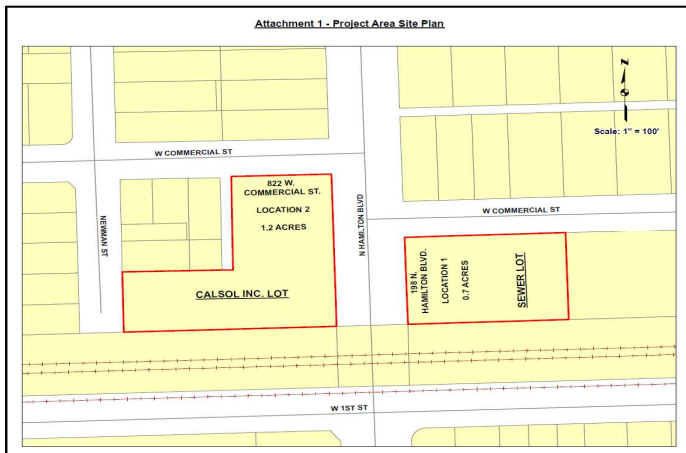 Attachment 1 - Project Area Site Plan
N
Scale: 1" = 100'
W COMMERCIAL ST
822 W.
COMMERCIAL ST.
LOCATION 2
1.2 ACRES
NEWMAN ST
N HAMILTON BLVD
W COMMERCIAL ST
CALSOL INC. LOT
198 N.
HAMILTON BLVD.
LOCATION 1
0.7 ACRES
SEWER LOT
W 1ST ST